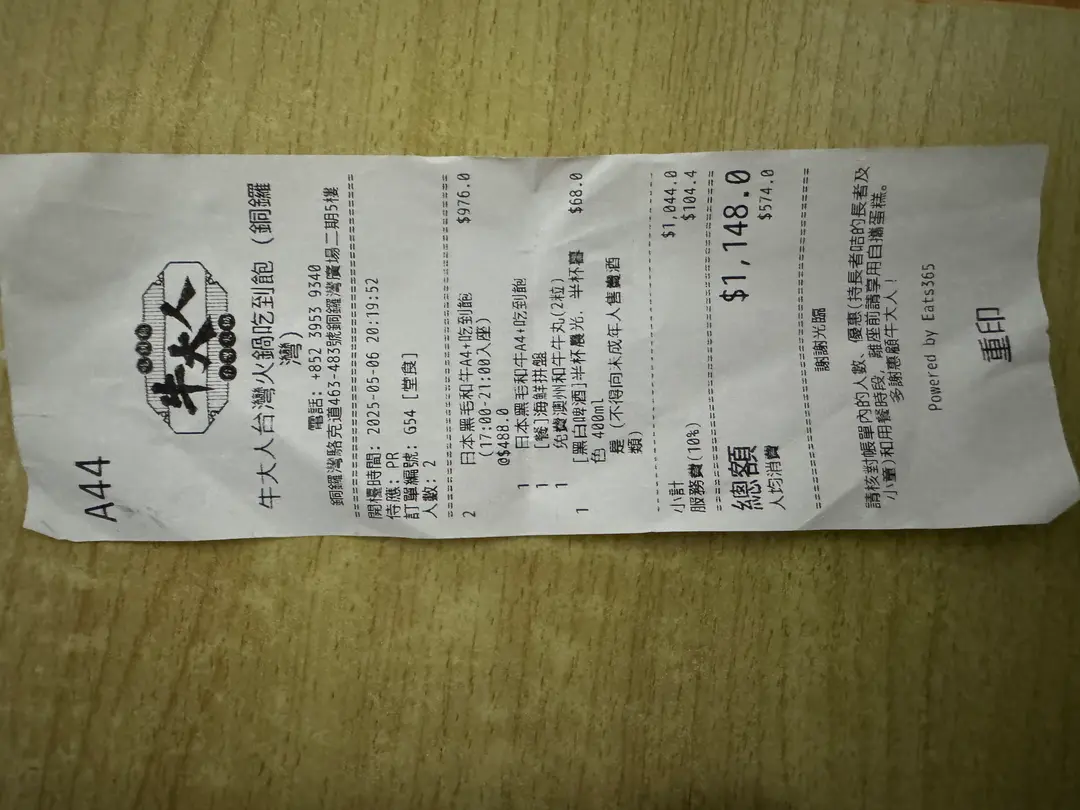 A44
牛大人
牛大人台灣火鍋吃到飽 (銅鑼
灣)
電話: +852 3953 9340
銅鑼灣駱克道463-483號銅鑼灣廣場二期5樓
開檯時間: 2025-05-06 20:19:52
侍應: PR
訂單編號: G54 [堂食]
人數: 2
2 日本黑毛和牛A4+吃到飽 $976.0
(17:00-21:00入座)
@$488.0
1 日本黑毛和牛A4+吃到飽
1 [餐]海鮮拼盤
1 免費澳州和牛牛丸(2粒)
1 [黑白啤酒]半杯晨光, 半杯暮 $68.0
色 400ml
是 (不得向未成年人售賣酒
類)
小計 $1,044.0
服務費(10%) $104.4
總額 $1,148.0
人均消費 $574.0
謝謝光臨
請核對帳單內的人數、優惠(持長者咭的長者及
小童)和用餐時段，離座前請享用自攜蛋糕。
多謝惠顧牛大人!
Powered by Eats365
重印